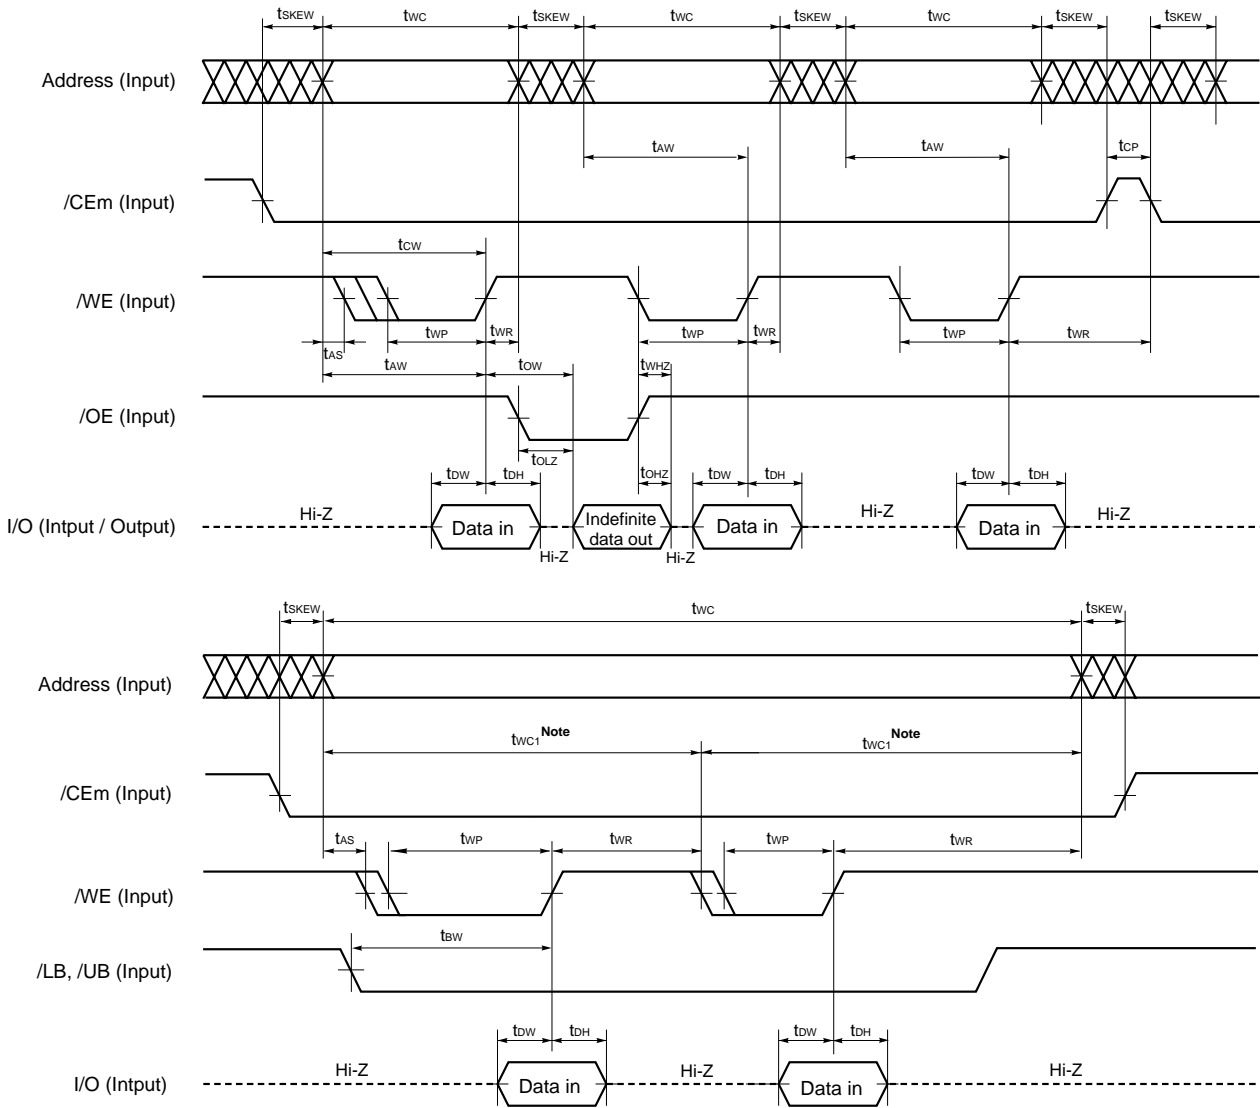 tSKEW tWC tSKEW tWC tSKEW tWC tSKEW tSKEW
Address (Input)
tAW tAW tCP
/CEm (Input)
tCW
/WE (Input)
tWP tWR tWP tWR tWP tWR
tAS
tAW tOW tWHZ
/OE (Input)
tOLZ
tDW tDH tOHZ tDW tDH tDW tDH
I/O (Intput / Output) Hi-Z Data in Hi-Z Indefinite data out Hi-Z Data in Hi-Z Data in Hi-Z
tSKEW tWC tSKEW
Address (Input)
tWC1 Note tWC1 Note
/CEm (Input)
tAS tWP tWR tWP tWR
/WE (Input)
tBW
/LB, /UB (Input)
tDW tDH tDW tDH
I/O (Intput) Hi-Z Data in Hi-Z Data in Hi-Z